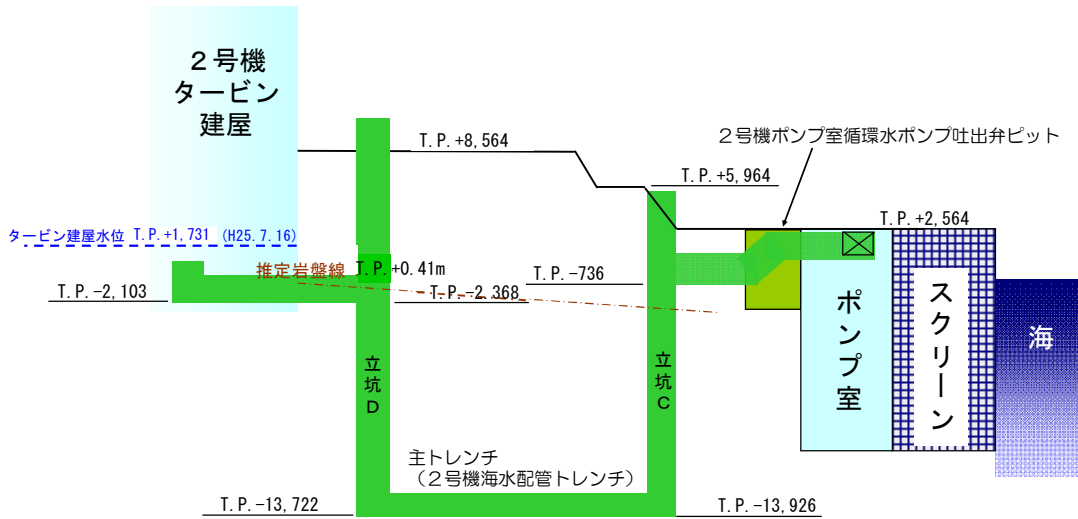 ２号機
タービン
建屋
T.P.+8,564
２号機ポンプ室循環水ポンプ吐出弁ピット
T.P.+5,964
T.P.+2,564
タービン建屋水位 T.P.+1,731 (H25.7.16)
推定岩盤線 T.P.+0.41m
T.P.-736
T.P.-2,103
T.P.-2,368
ポンプ室
スクリーン
海
立坑D
立坑C
主トレンチ
（２号機海水配管トレンチ）
T.P.-13,722
T.P.-13,926